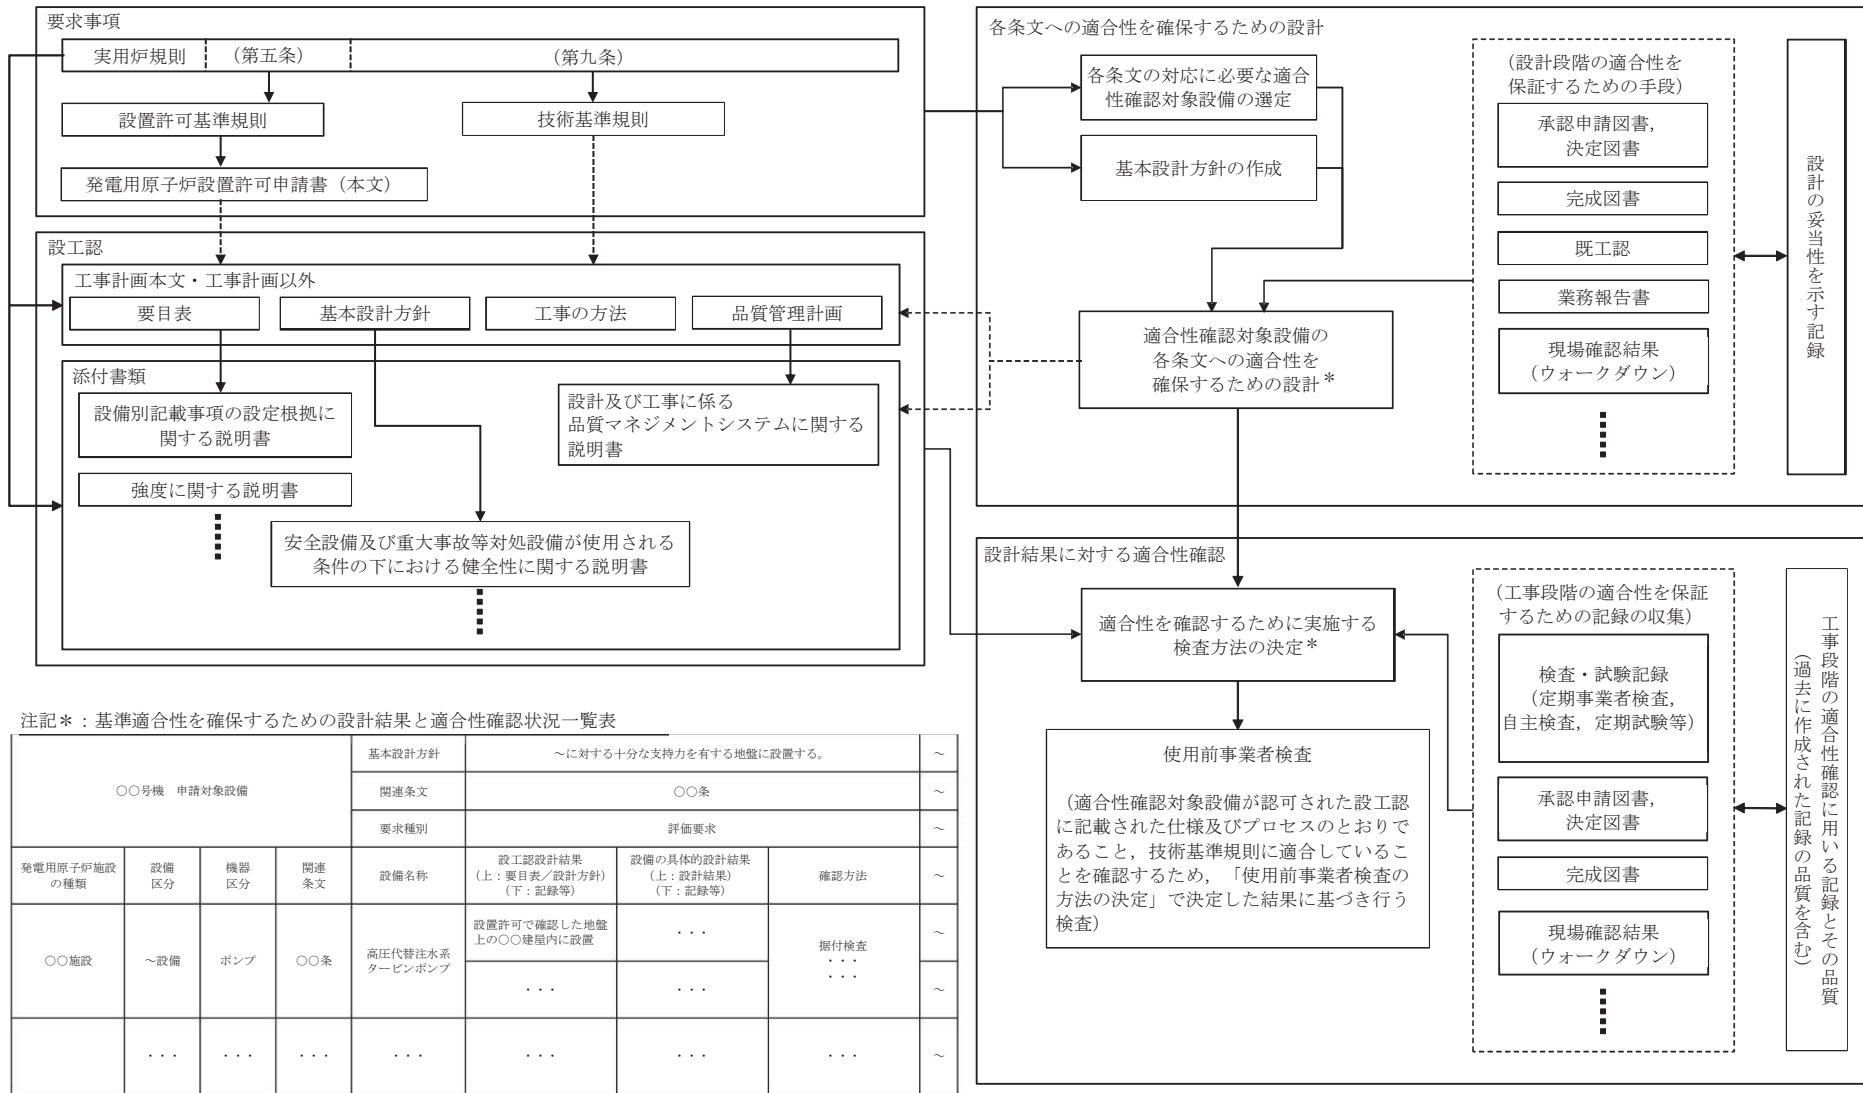 要求事項
実用炉規則
(第五条)
(第九条)
設置許可基準規則
技術基準規則
発電用原子炉設置許可申請書（本文）
設工認
工事計画本文・工事計画以外
要目表
基本設計方針
工事の方法
品質管理計画
添付書類
設備別記載事項の設定根拠に
関する説明書
強度に関する説明書
設計及び工事に係る
品質マネジメントシステムに関する
説明書
安全設備及び重大事故等対処設備が使用される
条件の下における健全性に関する説明書
各条文への適合性を確保するための設計
各条文の対応に必要な適合
性確認対象設備の選定
基本設計方針の作成
適合性確認対象設備の
各条文への適合性を
確保するための設計＊
（設計段階の適合性を
保証するための手段）
承認申請図書，
決定図書
完成図書
既工認
業務報告書
現場確認結果
（ウォークダウン）
設計の妥当性を示す記録
設計結果に対する適合性確認
適合性を確認するために実施する
検査方法の決定＊
使用前事業者検査
（適合性確認対象設備が認可された設工認
に記載された仕様及びプロセスのとおりで
あること，技術基準規則に適合しているこ
とを確認するため，「使用前事業者検査の
方法の決定」で決定した結果に基づき行う
検査）
（工事段階の適合性を保証
するための記録の収集）
検査・試験記録
（定期事業者検査，
自主検査，定期試験等）
承認申請図書，
決定図書
完成図書
現場確認結果
（ウォークダウン）
工事段階の適合性確認に用いる記録とその品質
（過去に作成された記録の品質を含む）
注記＊：基準適合性を確保するための設計結果と適合性確認状況一覧表
○○号機　申請対象設備
基本設計方針
～に対する十分な支持力を有する地盤に設置する。
～
関連条文
○○条
～
要求種別
評価要求
～
発電用原子炉施設
の種類
設備
区分
機器
区分
関連
条文
設備名称
設工認設計結果
（上：要目表／設計方針）
（下：記録等）
設備の具体的設計結果
（上：設計結果）
（下：記録等）
確認方法
～
○○施設
～設備
ポンプ
○○条
高圧代替注水系
タービンポンプ
設置許可で確認した地盤
上の○○建屋内に設置
・・・
据付検査
・・・
・・・
～
・・・
・・・
～
・・・
・・・
・・・
・・・
・・・
・・・
・・・
～